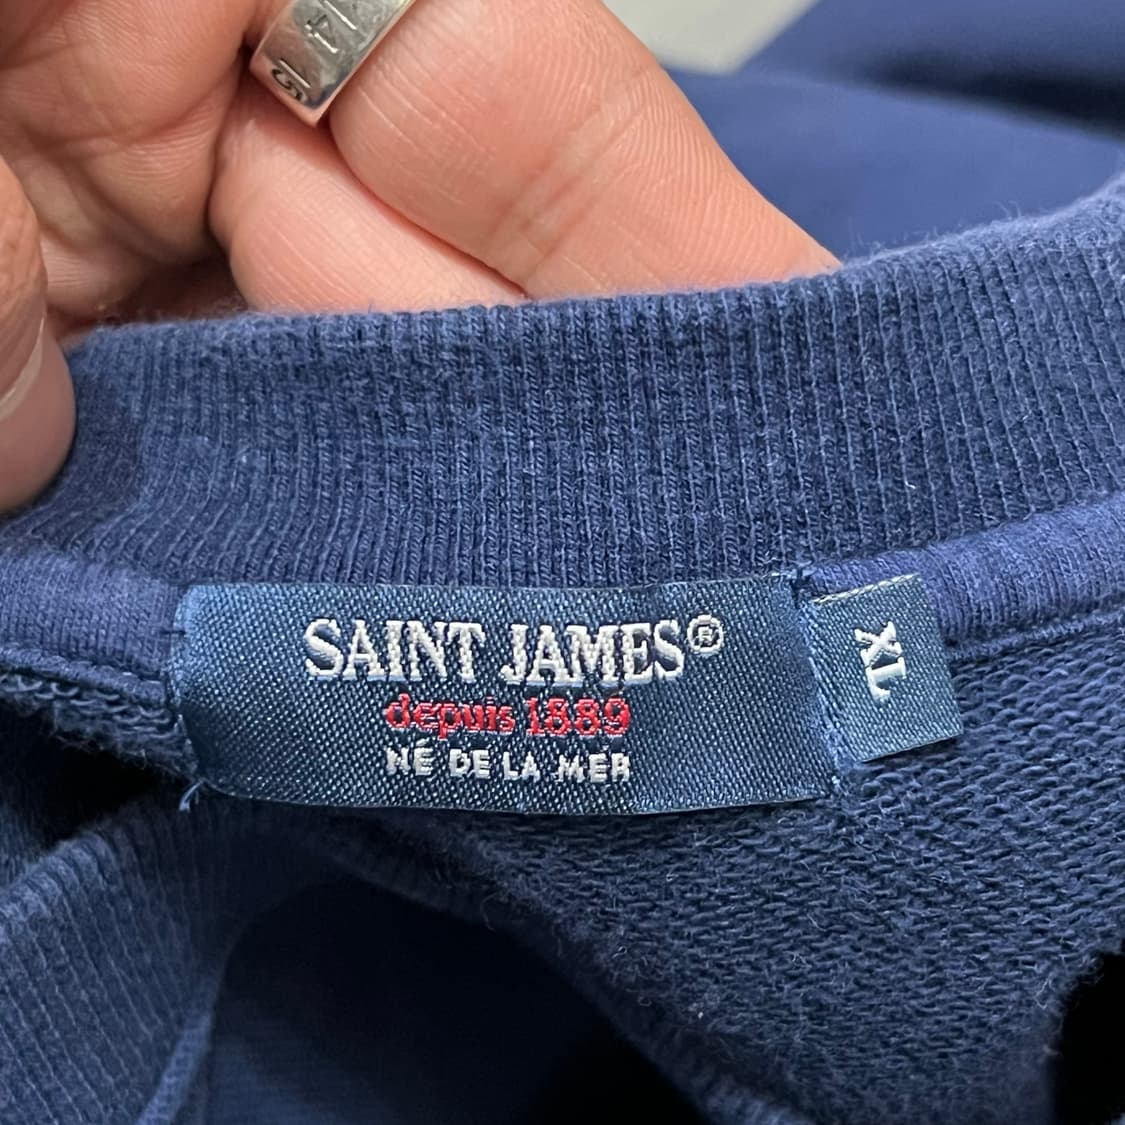 SAINT JAMES®
depuis 1889
NÉ DE LA MER
XL